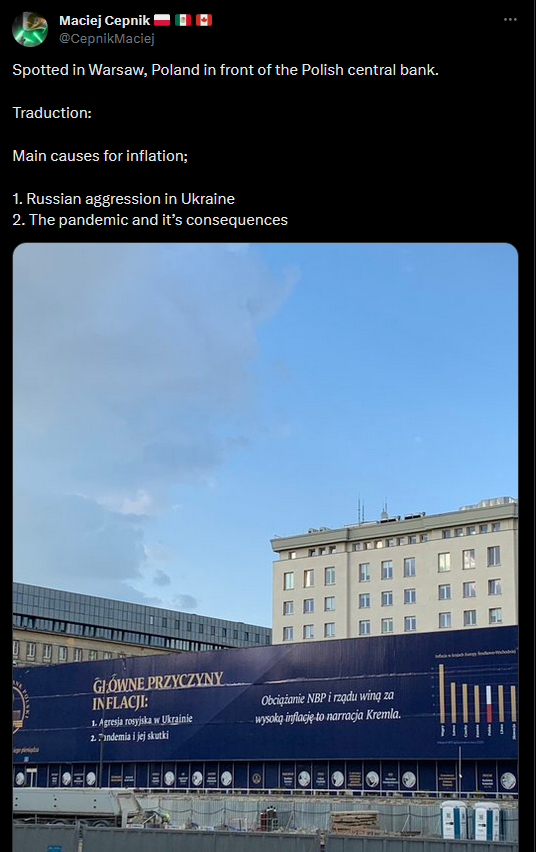 Maciej Cepnik
@CepnikMaciej
Spotted in Warsaw, Poland in front of the Polish central bank.
Traduction:
Main causes for inflation;
1. Russian aggression in Ukraine
2. The pandemic and it’s consequences
GŁÓWNE PRZYCZYNY
INFLACJI:
1. Agresja rosyjska w Ukrainie
2. Pandemia i jej skutki
Obciążanie NBP i rządu winą za
wysoką inflację to narracja Kremla.
Inflacja w krajach Europy Środkowo-Wschodniej